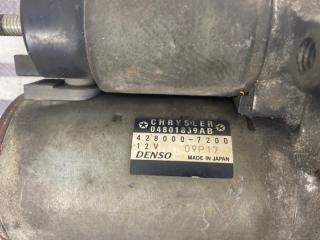 CHRYSLER
04801839AB
428000-7200
12V 09P17
DENSO MADE IN JAPAN